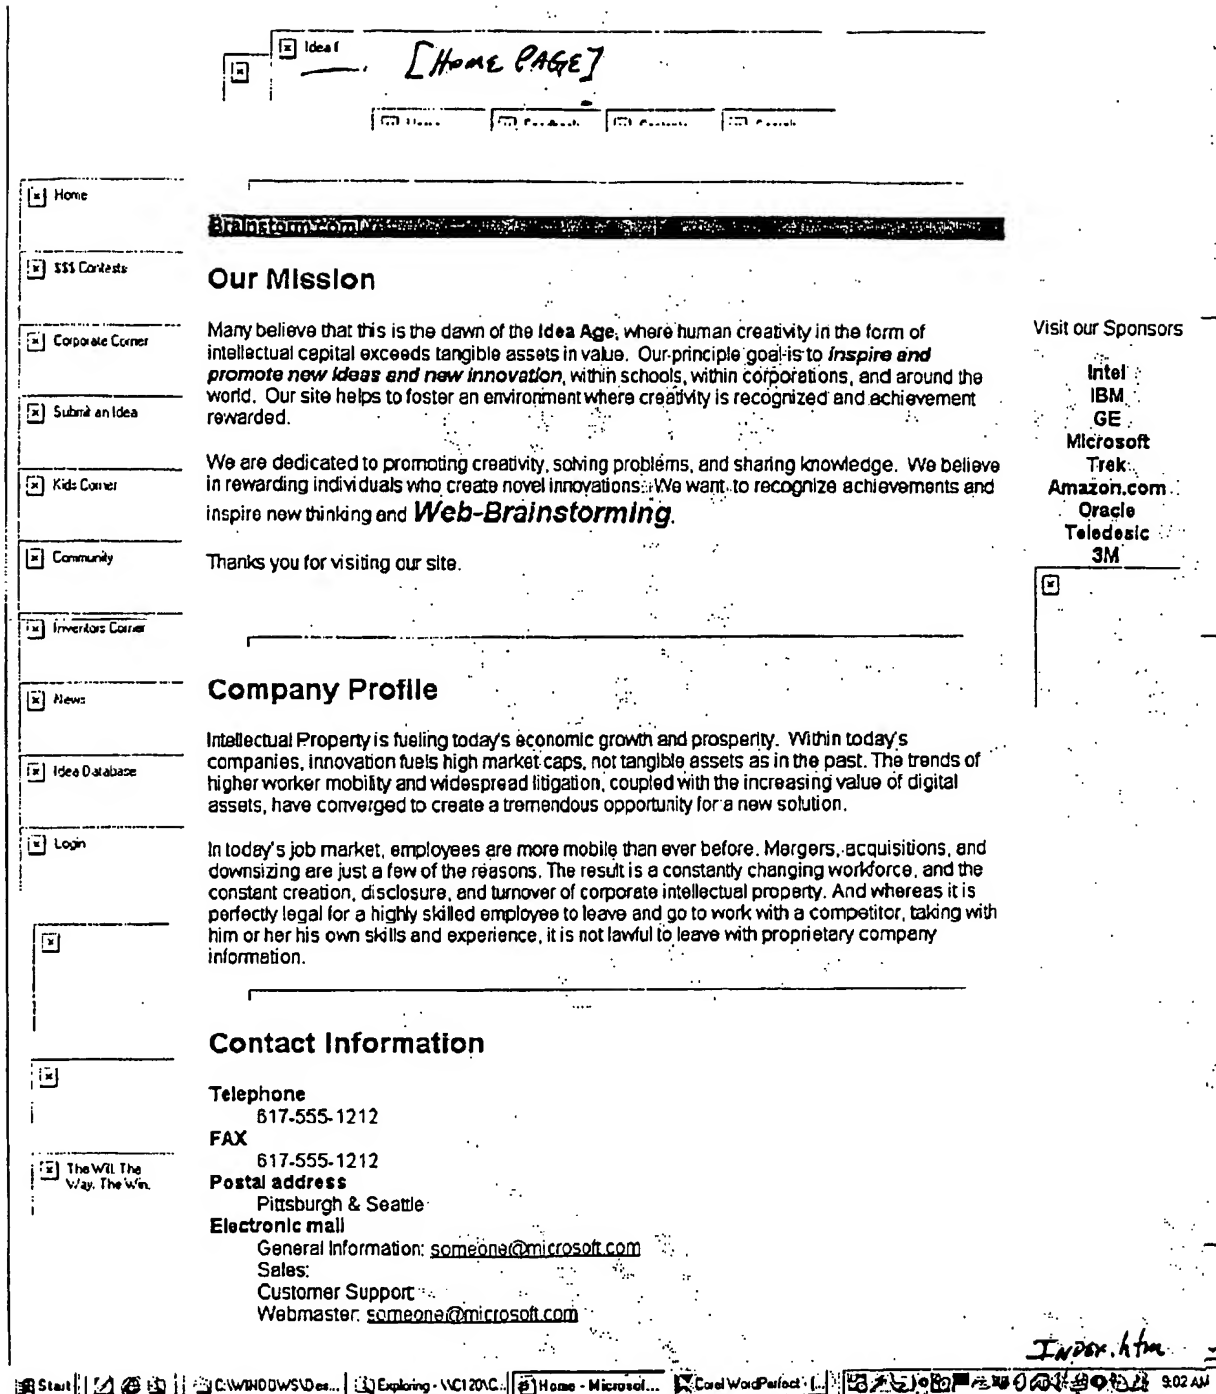 Idea f
[HOME PAGE]
Home
$$$ Contests
Corporate Corner
Submit an Idea
Kids Corner
Community
Inventors Corner
News
Idea Database
Login
The Will. The
Way. The Win.
Brainstorm.com
Our Mission
Many believe that this is the dawn of the Idea Age, where human creativity in the form of
intellectual capital exceeds tangible assets in value. Our principle goal is to inspire and
promote new ideas and new innovation, within schools, within corporations, and around the
world. Our site helps to foster an environment where creativity is recognized and achievement
rewarded.
We are dedicated to promoting creativity, solving problems, and sharing knowledge. We believe
in rewarding individuals who create novel innovations. We want to recognize achievements and
inspire new thinking and Web-Brainstorming.
Thanks you for visiting our site.
Company Profile
Intellectual Property is fueling today's economic growth and prosperity. Within today's
companies, innovation fuels high market caps, not tangible assets as in the past. The trends of
higher worker mobility and widespread litigation, coupled with the increasing value of digital
assets, have converged to create a tremendous opportunity for a new solution.
In today's job market, employees are more mobile than ever before. Mergers, acquisitions, and
downsizing are just a few of the reasons. The result is a constantly changing workforce, and the
constant creation, disclosure, and turnover of corporate intellectual property. And whereas it is
perfectly legal for a highly skilled employee to leave and go to work with a competitor, taking with
him or her his own skills and experience, it is not lawful to leave with proprietary company
information.
Contact Information
Telephone
617-555-1212
FAX
617-555-1212
Postal address
Pittsburgh & Seattle
Electronic mail
General Information: someone@microsoft.com
Sales:
Customer Support:
Webmaster: someone@microsoft.com
Visit our Sponsors
Intel
IBM
GE
Microsoft
Trek
Amazon.com
Oracle
Teledesic
3M
Index.htm
Start C:\WINDOWS\Des... Exploring - \\C120\C... Home - Microsof... Corel WordPerfect - [... 9:02 AM